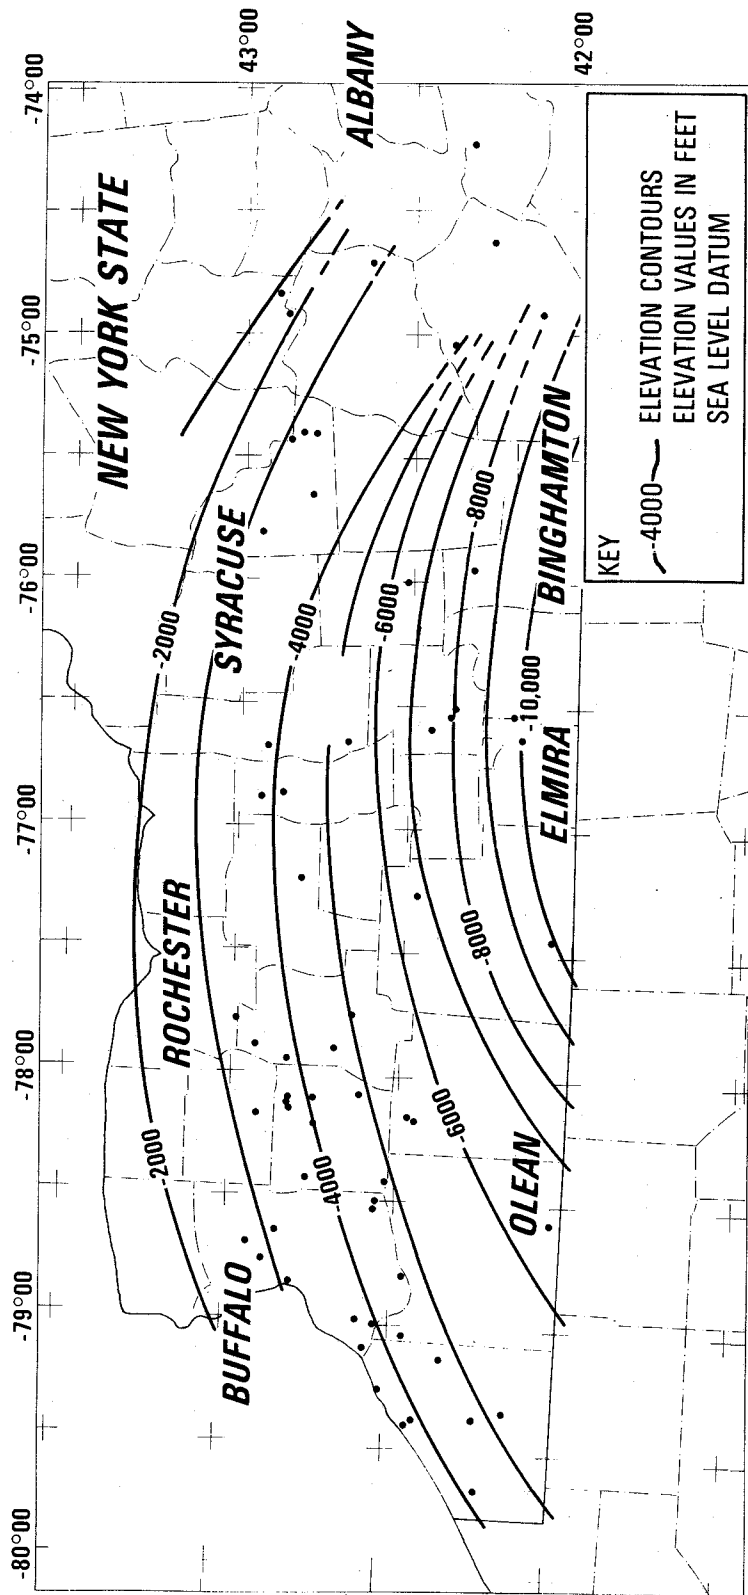 -80°00
-79°00
-78°00
-77°00
-76°00
-75°00
-74°00
43°00
42°00
NEW YORK STATE
ALBANY
SYRACUSE
ROCHESTER
BUFFALO
BINGHAMTON
ELMIRA
OLEAN
-2000
-2000
-4000
-4000
-6000
-6000
-8000
-8000
-10,000
KEY
-4000 ELEVATION CONTOURS
ELEVATION VALUES IN FEET
SEA LEVEL DATUM